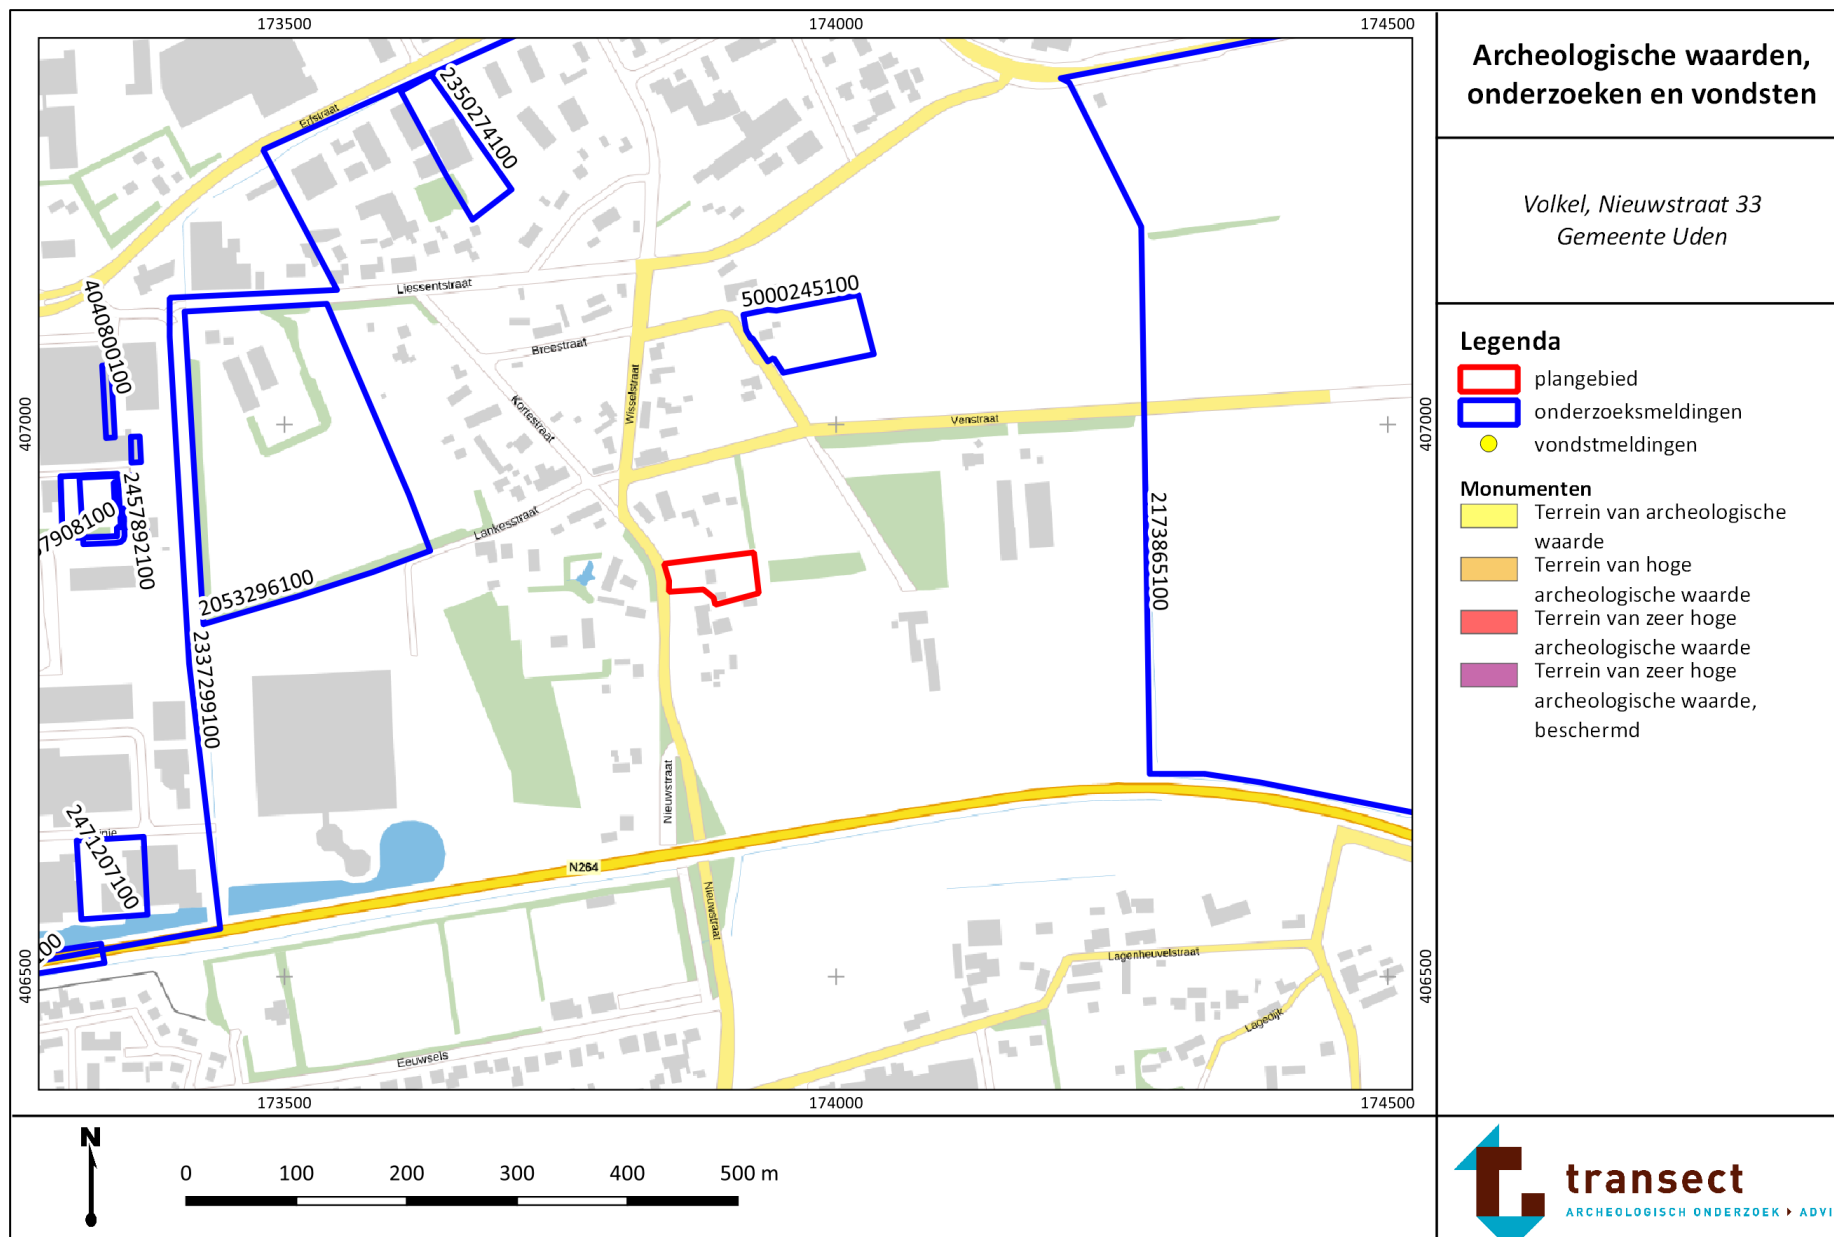 173500
174000
174500
Archeologische waarden,
onderzoeken en vondsten
Volkel, Nieuwstraat 33
Gemeente Uden
Legenda
plangebied
onderzoeksmeldingen
vondstmeldingen
Monumenten
Terrein van archeologische
waarde
Terrein van hoge
archeologische waarde
Terrein van zeer hoge
archeologische waarde
Terrein van zeer hoge
archeologische waarde,
beschermd
407000
407000
406500
406500
Erfstraat
2350274100
Liessentstraat
4040800100
5000245100
Breestraat
Wisselstraat
Kortestraat
Venstraat
Lankesstraat
2457892100
57908100
2053296100
2173865100
2337299100
Nieuwstraat
2471207100
N264
Nieuwstraat
Lagenheuvelstraat
Lagedijk
Eeuwsels
173500
174000
174500
N
0 100 200 300 400 500 m
transect
ARCHEOLOGISCH ONDERZOEK ADVI